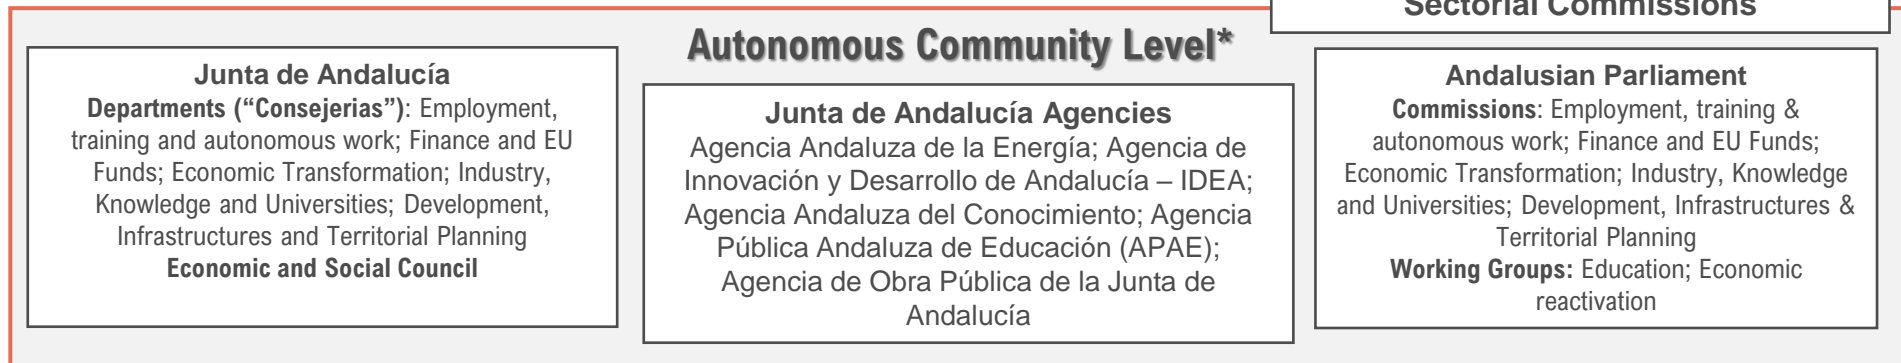 Sectorial Commissions
Autonomous Community Level*
Junta de Andalucía
Departments (“Consejerias”): Employment,
training and autonomous work; Finance and EU
Funds; Economic Transformation; Industry,
Knowledge and Universities; Development,
Infrastructures and Territorial Planning
Economic and Social Council
Junta de Andalucía Agencies
Agencia Andaluza de la Energía; Agencia de
Innovación y Desarrollo de Andalucía – IDEA;
Agencia Andaluza del Conocimiento; Agencia
Pública Andaluza de Educación (APAE);
Agencia de Obra Pública de la Junta de
Andalucía
Andalusian Parliament
Commissions: Employment, training &
autonomous work; Finance and EU Funds;
Economic Transformation; Industry, Knowledge
and Universities; Development, Infrastructures &
Territorial Planning
Working Groups: Education; Economic
reactivation